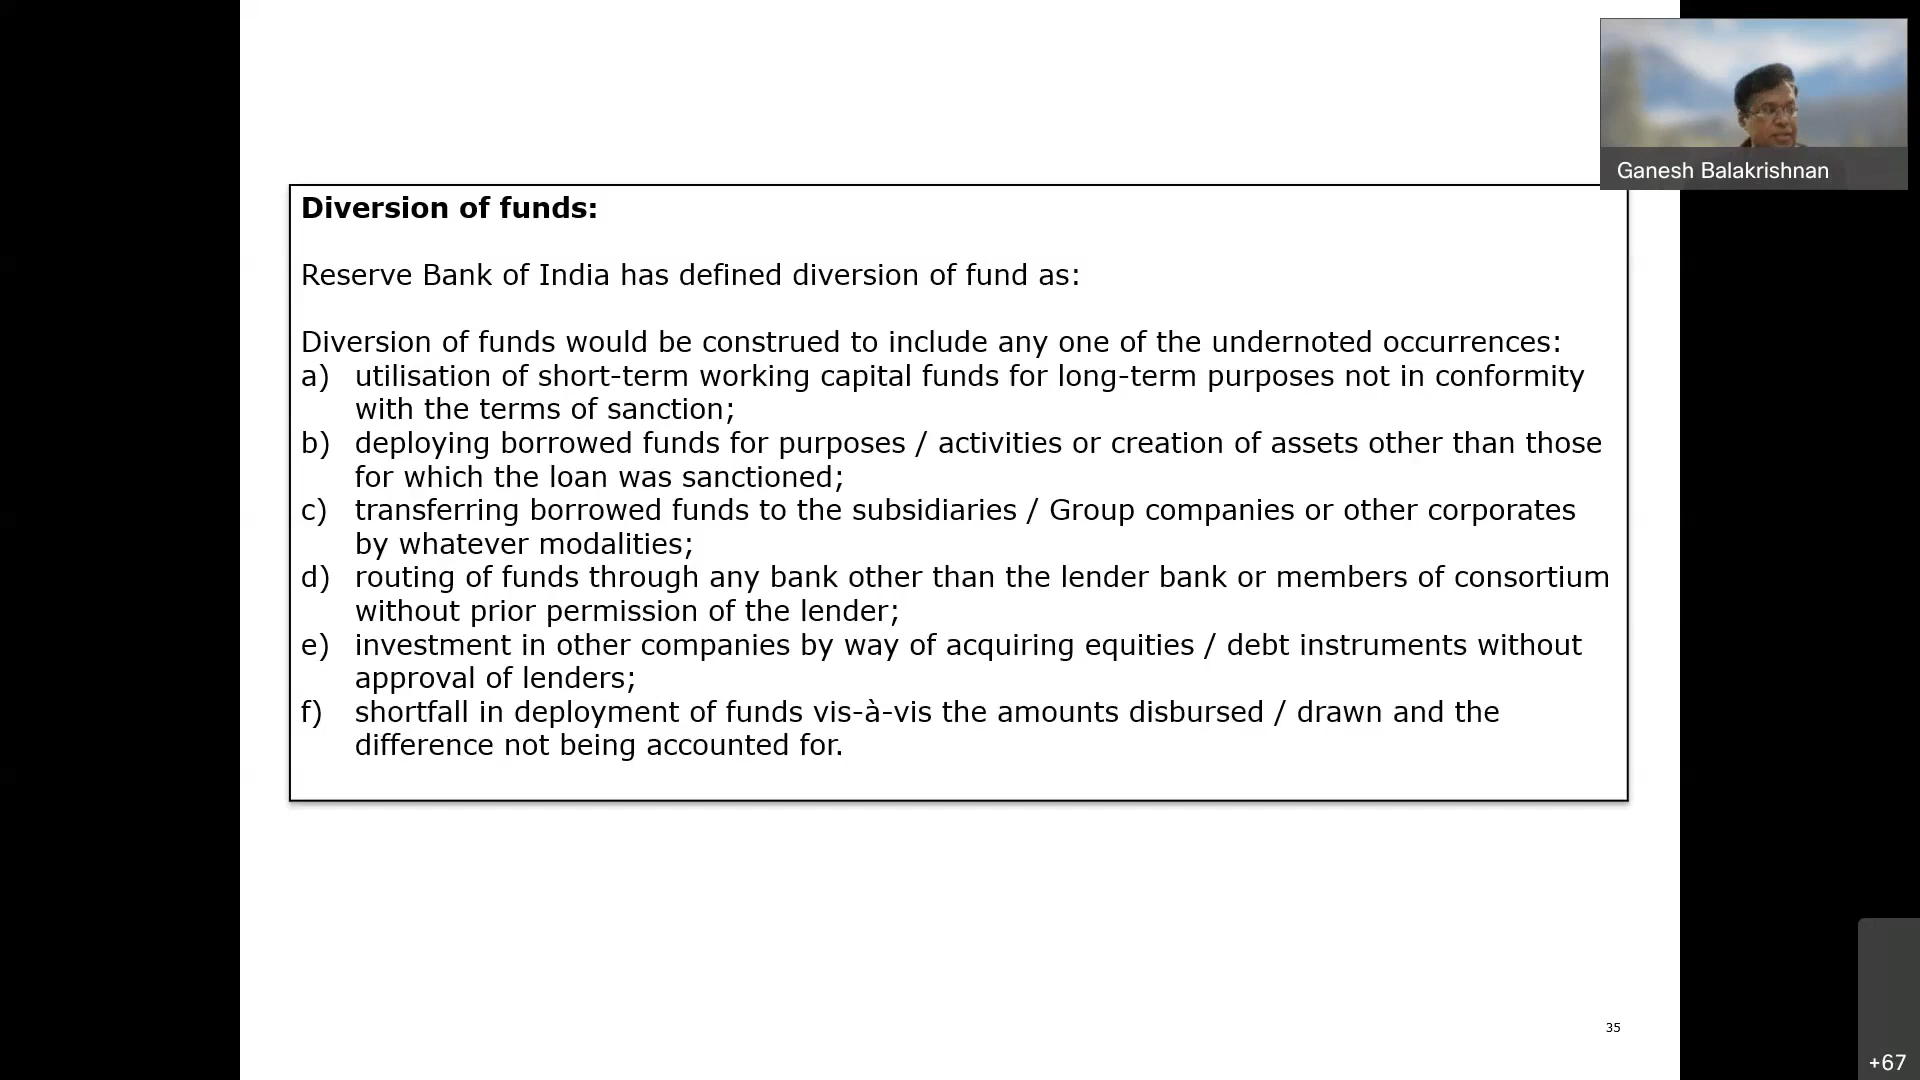 Ganesh Balakrishnan
Diversion of funds:
Reserve Bank of India has defined diversion of fund as:
Diversion of funds would be construed to include any one of the undernoted occurrences:
a) utilisation of short-term working capital funds for long-term purposes not in conformity
with the terms of sanction;
b) deploying borrowed funds for purposes / activities or creation of assets other than those
for which the loan was sanctioned;
c) transferring borrowed funds to the subsidiaries / Group companies or other corporates
by whatever modalities;
d) routing of funds through any bank other than the lender bank or members of consortium
without prior permission of the lender;
e) investment in other companies by way of acquiring equities / debt instruments without
approval of lenders;
f) shortfall in deployment of funds vis-à-vis the amounts disbursed / drawn and the
difference not being accounted for.
35
+67